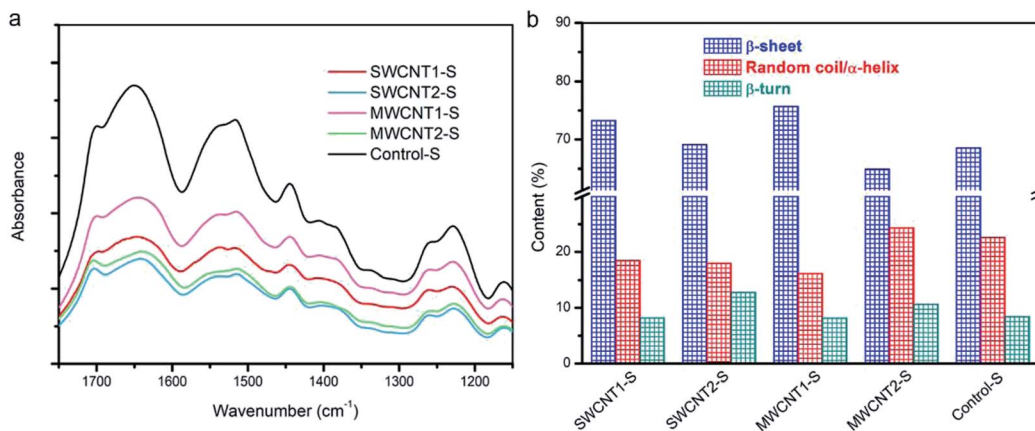 a
SWCNT1-S
SWCNT2-S
MWCNT1-S
MWCNT2-S
Control-S
Absorbance
1700
1600
1500
1400
1300
1200
Wavenumber (cm⁻¹)
b
90
80
70
20
10
0
Content (%)
β-sheet
Random coil/α-helix
β-turn
SWCNT1-S
SWCNT2-S
MWCNT1-S
MWCNT2-S
Control-S